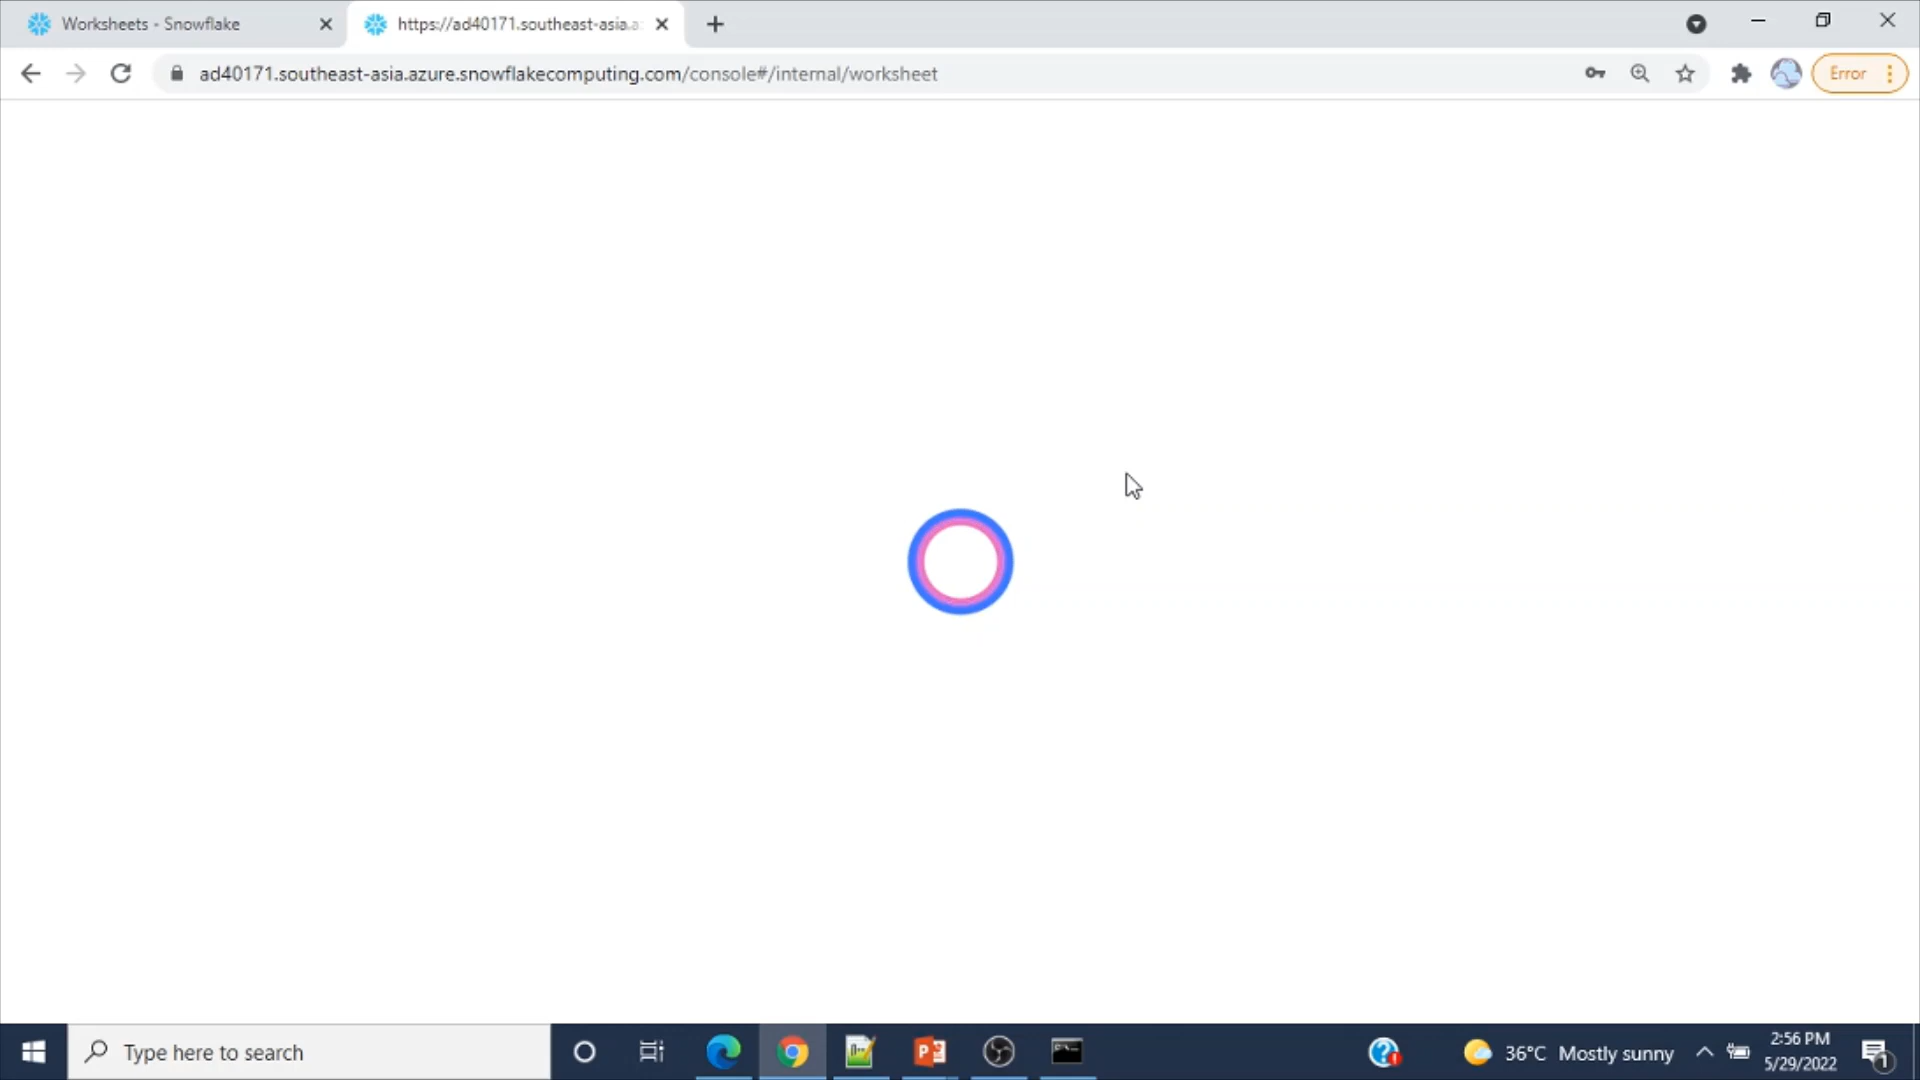 Worksheets - Snowflake
https://ad40171.southeast-asia.a
ad40171.southeast-asia.azure.snowflakecomputing.com/console#/internal/worksheet
Error
Type here to search
36°C Mostly sunny
2:56 PM
5/29/2022
1